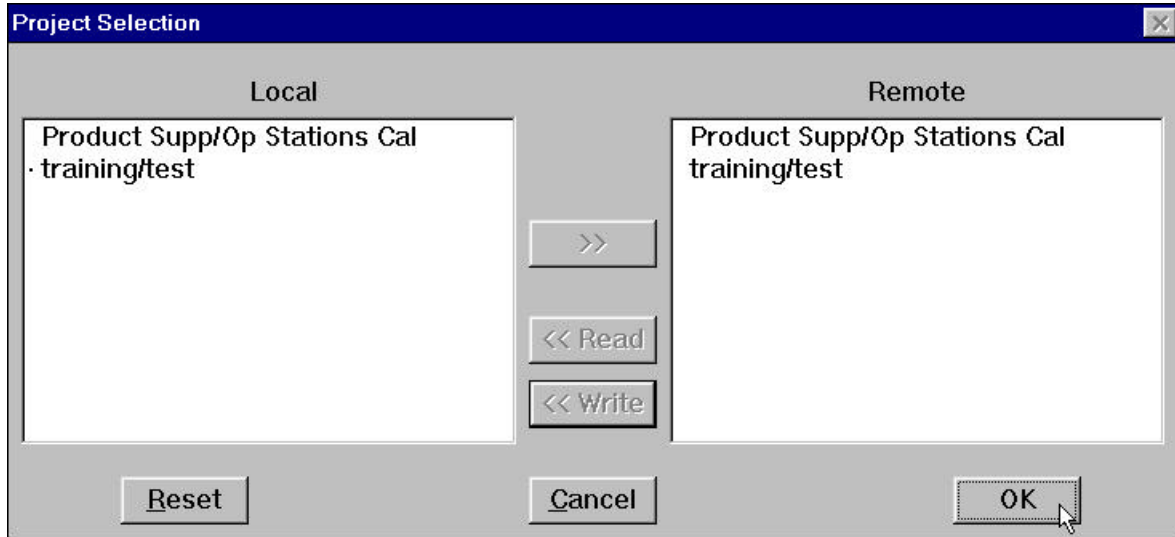 Project Selection
Local
Product Supp/Op Stations Cal
· training/test
>>
<< Read
<< Write
Remote
Product Supp/Op Stations Cal
training/test
Reset
Cancel
OK